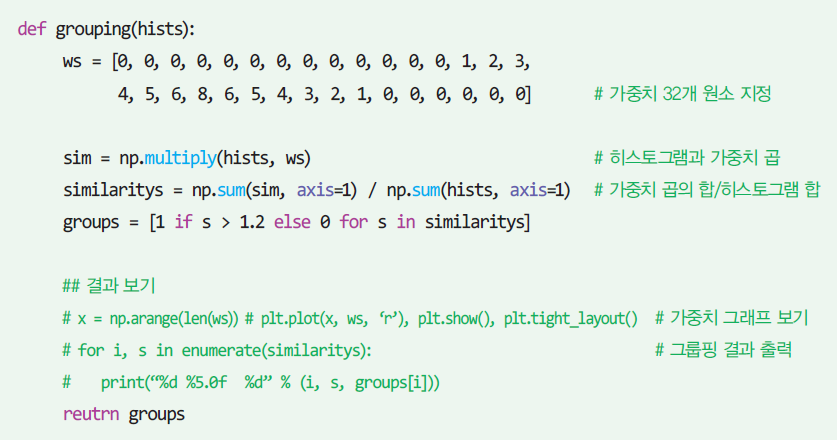 def grouping(hists):
ws = [0, 0, 0, 0, 0, 0, 0, 0, 0, 0, 0, 0, 0, 1, 2, 3,
4, 5, 6, 8, 6, 5, 4, 3, 2, 1, 0, 0, 0, 0, 0, 0] # 가중치 32개 원소 지정
sim = np.multiply(hists, ws) # 히스토그램과 가중치 곱
similaritys = np.sum(sim, axis=1) / np.sum(hists, axis=1) # 가중치 곱의 합/히스토그램 합
groups = [1 if s > 1.2 else 0 for s in similaritys]
## 결과 보기
# x = np.arange(len(ws)) # plt.plot(x, ws, ‘r’), plt.show(), plt.tight_layout() # 가중치 그래프 보기
# for i, s in enumerate(similaritys): # 그룹핑 결과 출력
# print(“%d %5.0f %d” % (i, s, groups[i]))
reutrn groups